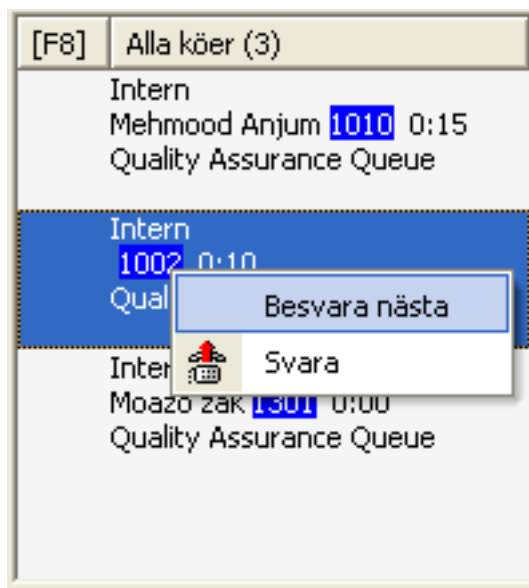 [F8] Alla köer (3)
Intern
Mehmood Anjum 1010 0:15
Quality Assurance Queue
Intern
1002 0:10
Qual
Besvara nästa
Inter
Svara
Moazo zak 1301 0:00
Quality Assurance Queue